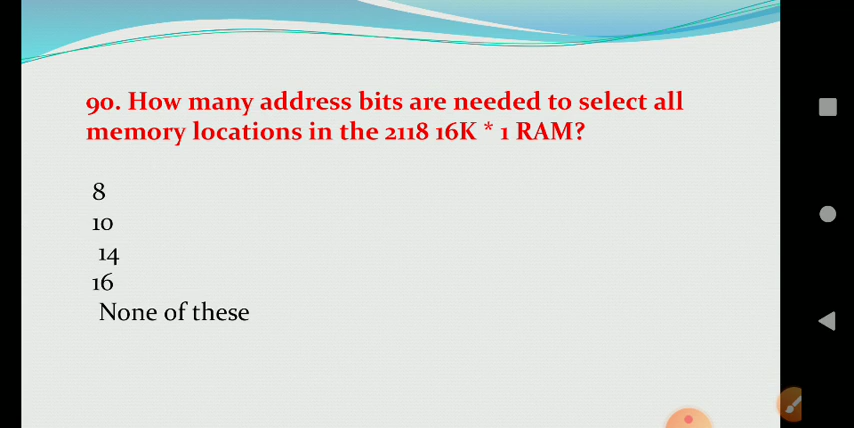 90. How many address bits are needed to select all
memory locations in the 2118 16K * 1 RAM?
8
10
14
16
None of these